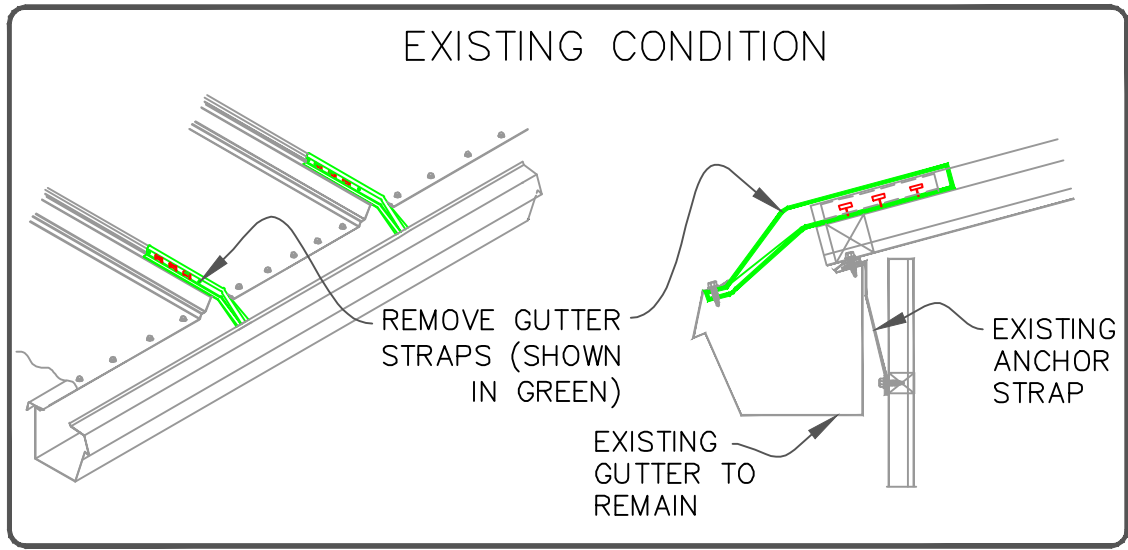 EXISTING CONDITION
REMOVE GUTTER
STRAPS (SHOWN
IN GREEN)
EXISTING
ANCHOR
STRAP
EXISTING
GUTTER TO
REMAIN